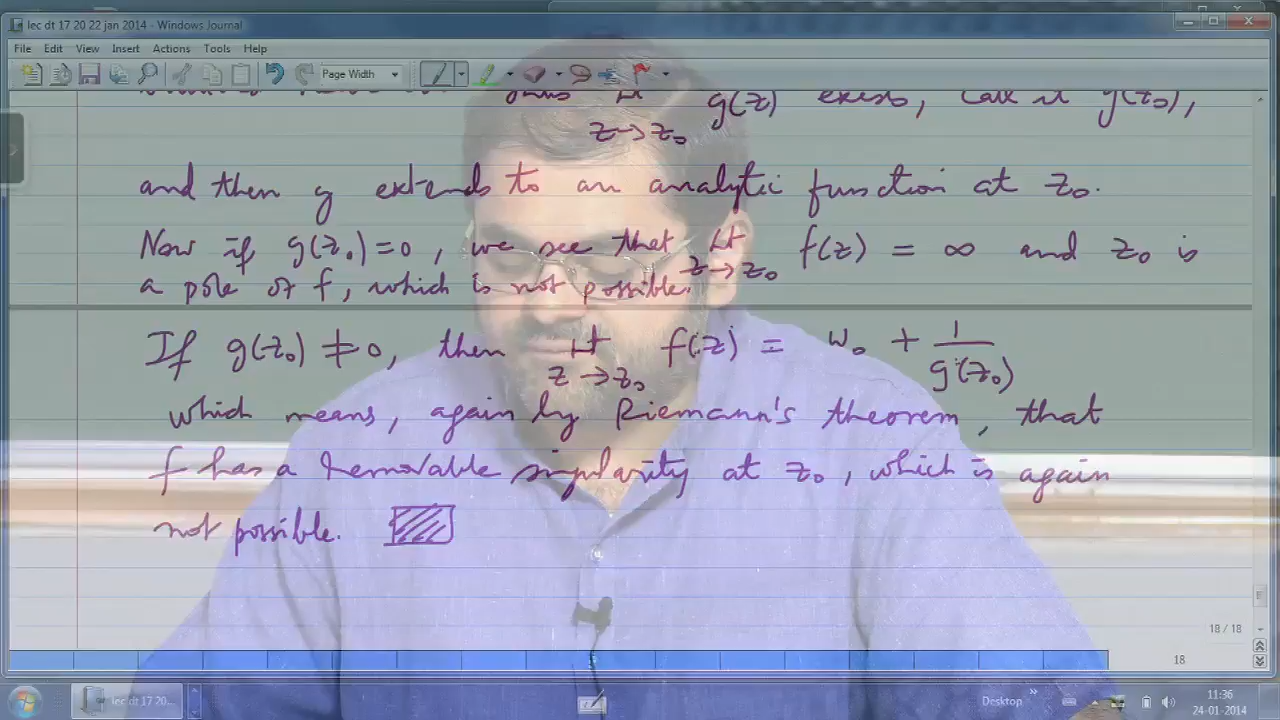 lec dt 17 20 22 jan 2014 - Windows Journal
File Edit View Insert Actions Tools Help
Page Width
g(z) exists, call it g(z₀),
z→z₀
and then g extends to an analytic function at z₀.
Now if g(z₀)=0, we see that lt f(z) = ∞ and z₀ is
z→z₀
a pole of f, which is not possible.
If g(z₀) ≠ 0, then lt f(z) = w₀ + 1/g(z₀)
z→z₀
which means, again by Riemann's theorem, that
f has a removable singularity at z₀, which is again
not possible.
18 / 18
18
lec dt 17 20...
Desktop
11:36
24-01-2014